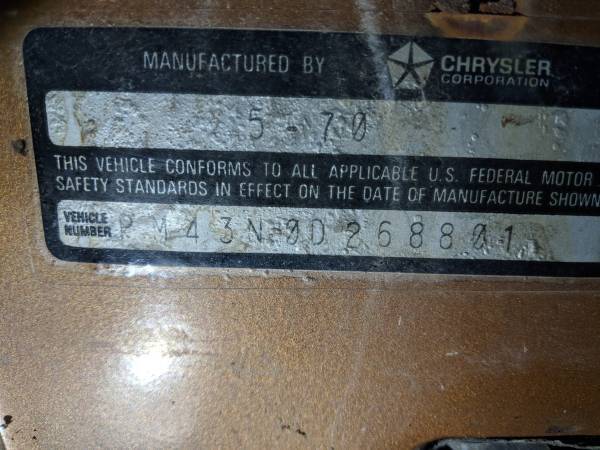 MANUFACTURED BY CHRYSLER CORPORATION
5-70
THIS VEHICLE CONFORMS TO ALL APPLICABLE U.S. FEDERAL MOTOR
SAFETY STANDARDS IN EFFECT ON THE DATE OF MANUFACTURE SHOWN
VEHICLE NUMBER PM43N0D268801